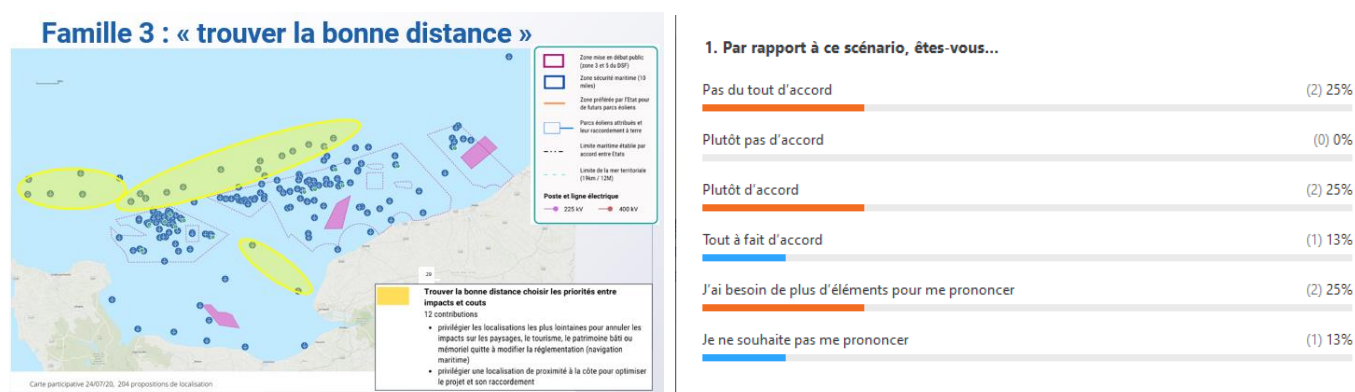 Famille 3 : « trouver la bonne distance »
Zone mise en débat public
(zone 3 et 5 du DSF)
Zone sécurité maritime (10
miles)
Zone préférée par l'Etat pour
de futurs parcs éoliens
Parcs éoliens attribués et
leur raccordement à terre
Limite maritime établie par
accord entre Etats
Limite de la mer territoriale
(19km / 12M)
Poste et ligne électrique
225 kV
400 kV
29
Trouver la bonne distance choisir les priorités entre
impacts et couts
12 contributions
• privilégier les localisations les plus lointaines pour annuler les
impacts sur les paysages, le tourisme, le patrimoine bâti ou
mémoriel quitte à modifier la réglementation (navigation
maritime)
• privilégier une localisation de proximité à la côte pour optimiser
le projet et son raccordement
Carte participative 24/07/20, 204 propositions de localisation
1. Par rapport à ce scénario, êtes-vous...
Pas du tout d'accord (2) 25%
Plutôt pas d'accord (0) 0%
Plutôt d'accord (2) 25%
Tout à fait d'accord (1) 13%
J'ai besoin de plus d'éléments pour me prononcer (2) 25%
Je ne souhaite pas me prononcer (1) 13%